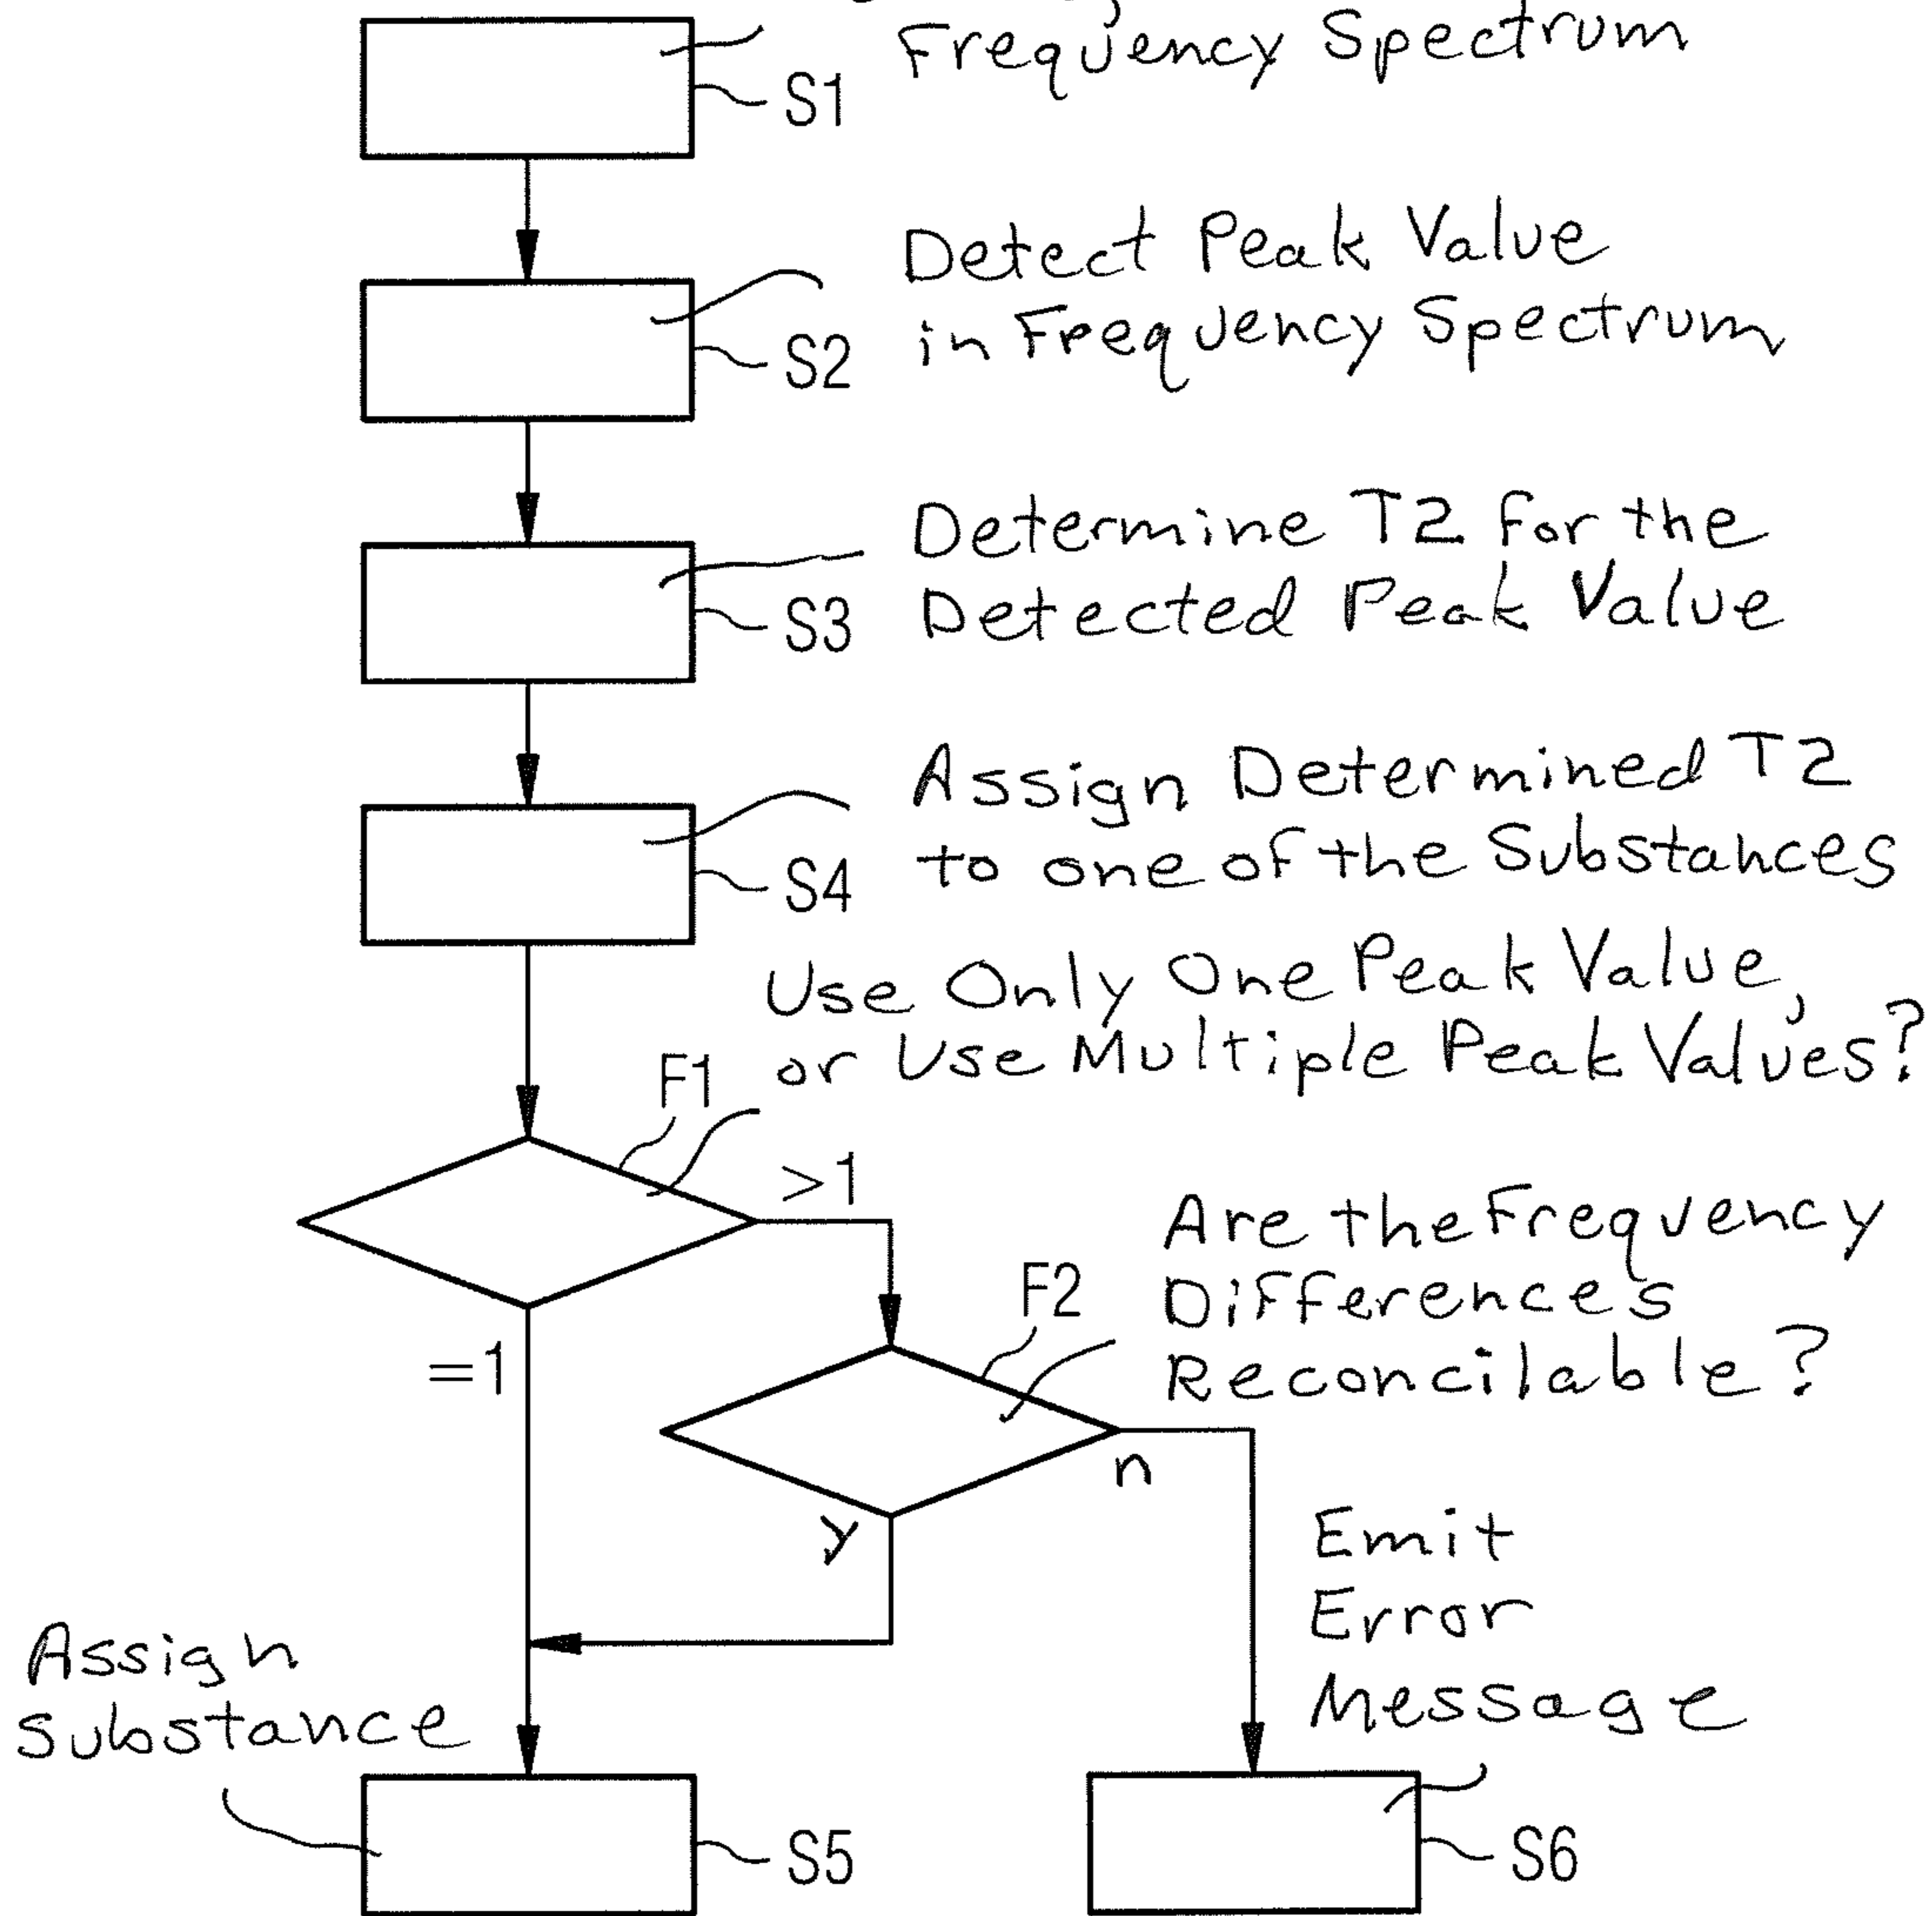 Frequency Spectrum
S1
Detect Peak Value
in Frequency Spectrum
S2
Determine T2 for the
Detected Peak Value
S3
Assign Determined T2
to one of the Substances
S4
Use Only One Peak Value,
or Use Multiple Peak Values?
F1
>1
=1
Are the Frequency
Differences
Reconcilable?
F2
n
y
Emit
Error
Message
Assign
Substance
S5
S6